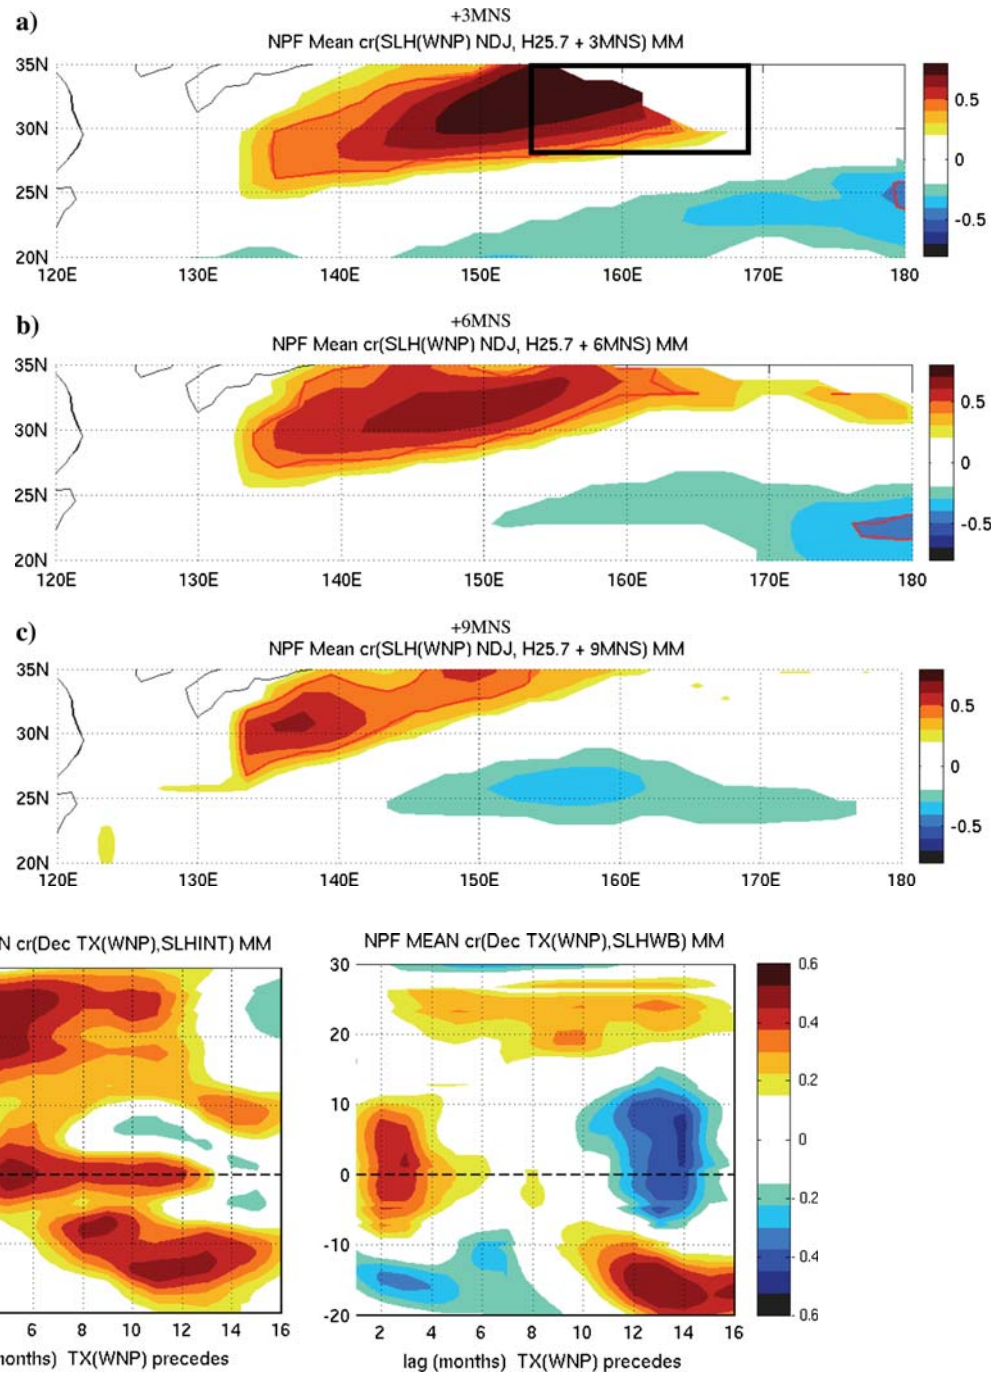 a)
+3MNS
NPF Mean cr(SLH(WNP) NDJ, H25.7 + 3MNS) MM
35N
30N
25N
20N
120E 130E 140E 150E 160E 170E 180
0.5
0
-0.5
b)
+6MNS
NPF Mean cr(SLH(WNP) NDJ, H25.7 + 6MNS) MM
35N
30N
25N
20N
120E 130E 140E 150E 160E 170E 180
0.5
0
-0.5
c)
+9MNS
NPF Mean cr(SLH(WNP) NDJ, H25.7 + 9MNS) MM
35N
30N
25N
20N
120E 130E 140E 150E 160E 170E 180
0.5
0
-0.5
N cr(Dec TX(WNP),SLHINT) MM
6 8 10 12 14 16
nonths) TX(WNP) precedes
NPF MEAN cr(Dec TX(WNP),SLHWB) MM
30
20
10
0
-10
-20
2 4 6 8 10 12 14 16
lag (months) TX(WNP) precedes
0.6
0.4
0.2
0
0.2
0.4
0.6